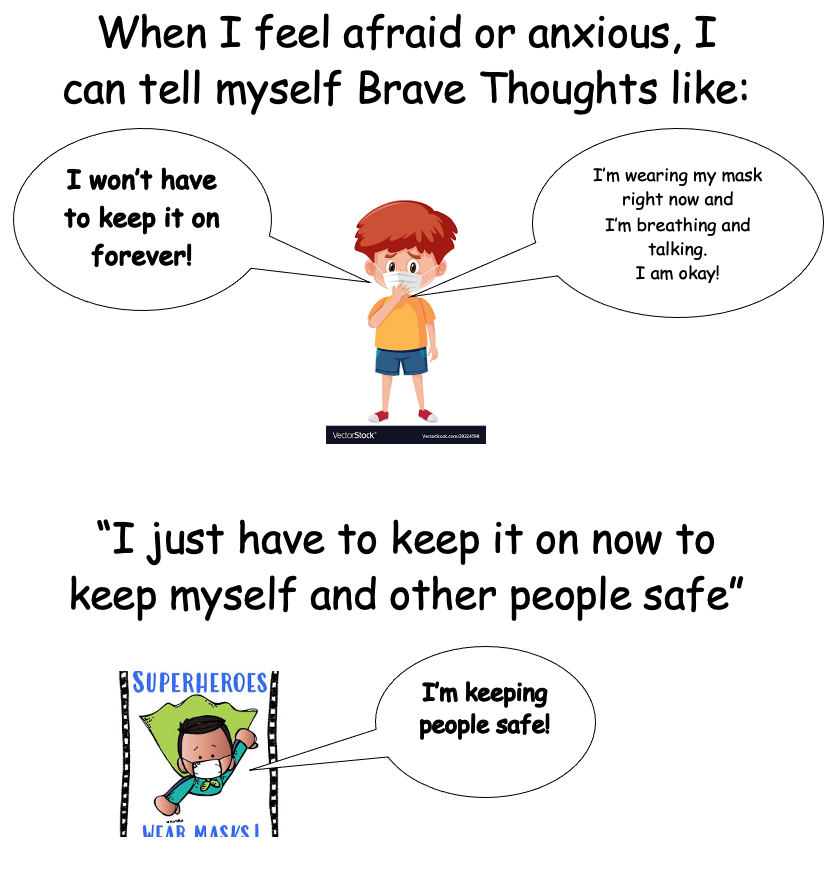 When I feel afraid or anxious, I
can tell myself Brave Thoughts like:
I won't have
to keep it on
forever!
I'm wearing my mask
right now and
I'm breathing and
talking.
I am okay!
VectorStock®
VectorStock.com/39224598
"I just have to keep it on now to
keep myself and other people safe"
SUPERHEROES
WEAR MASKS!
I'm keeping
people safe!